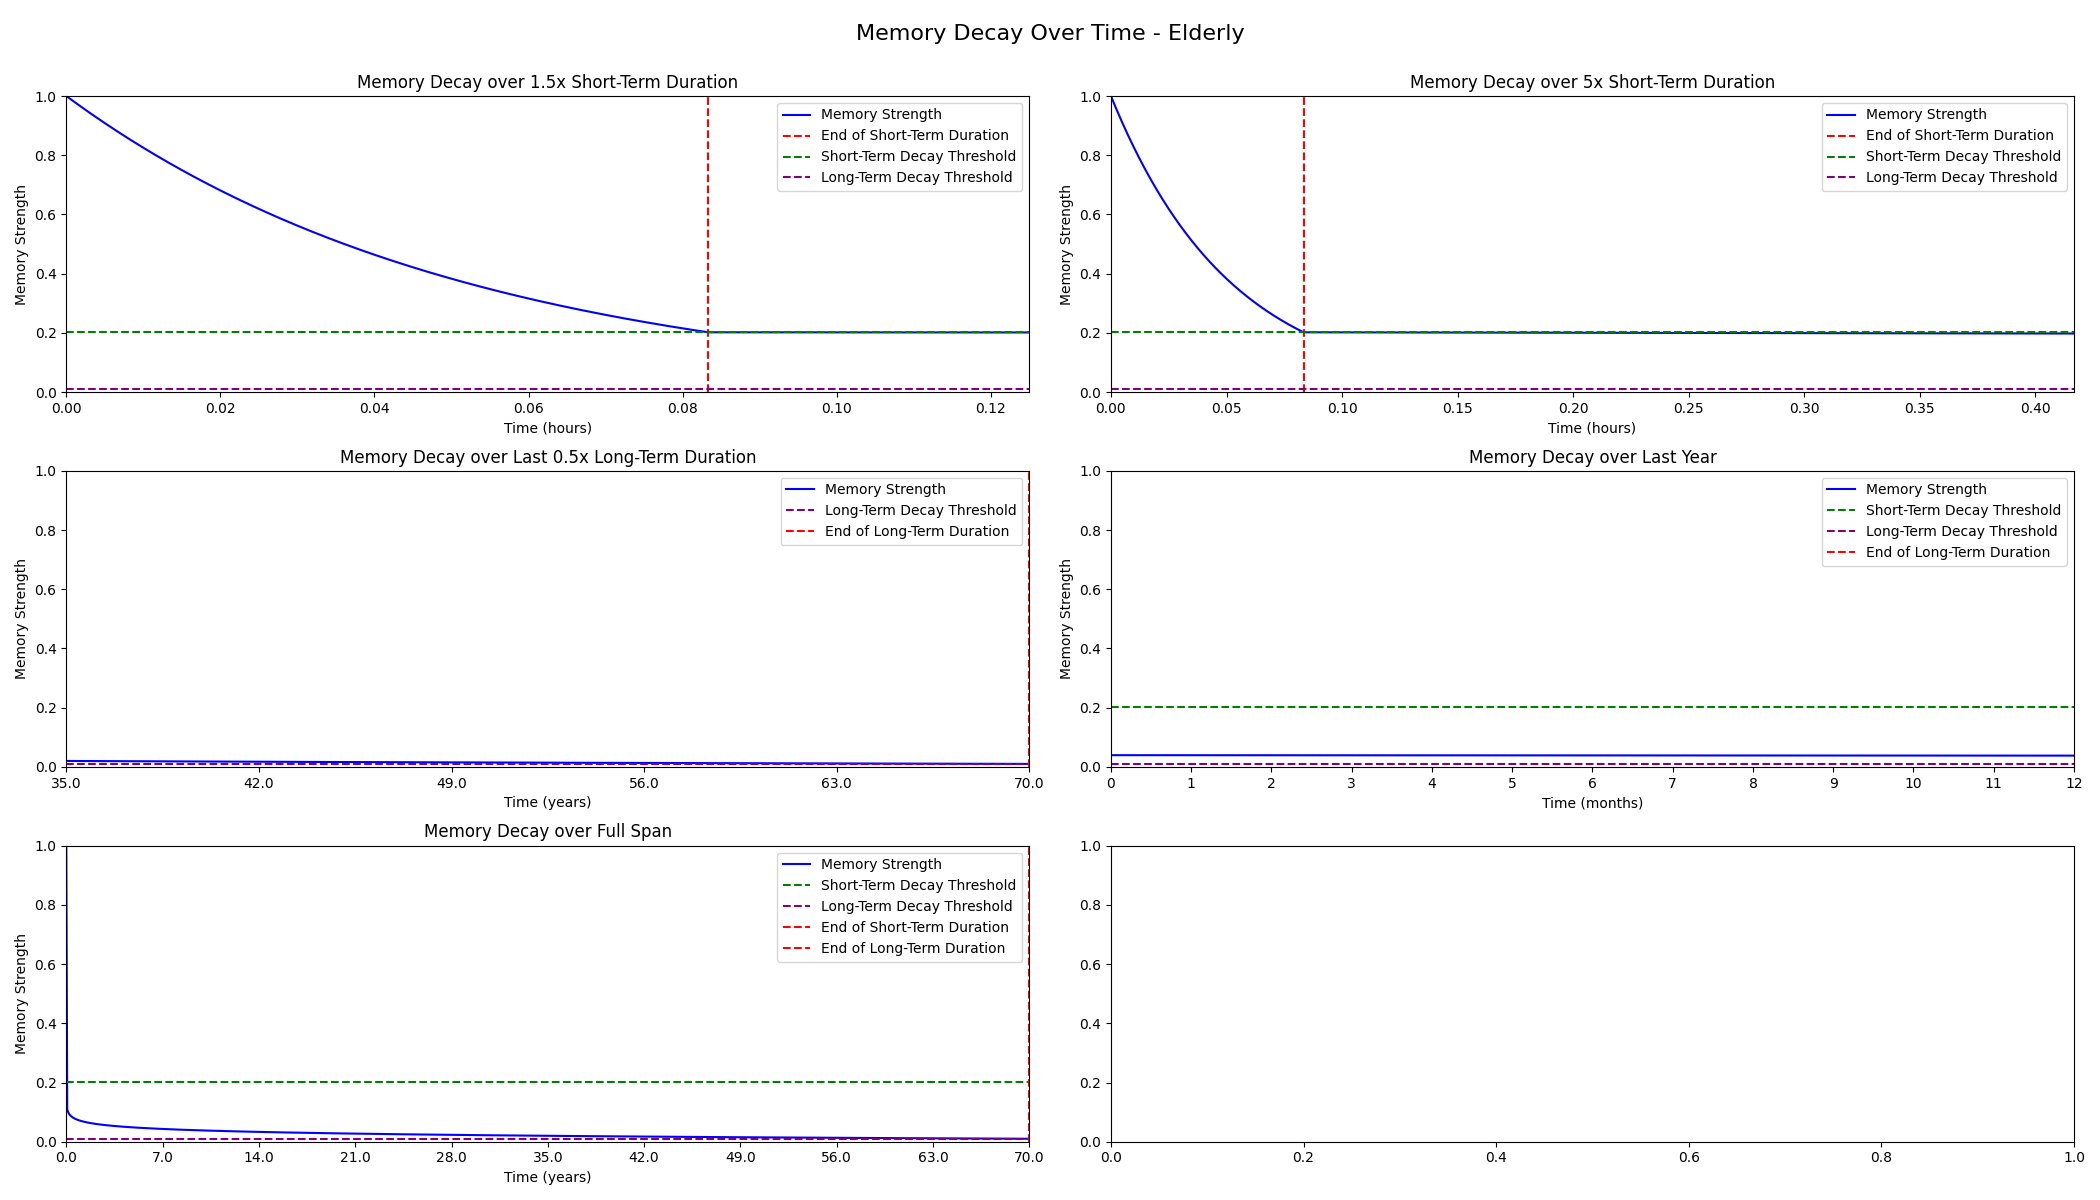 Memory Decay Over Time - Elderly
Memory Decay over 1.5x Short-Term Duration
Memory Strength
1.0
0.8
0.6
0.4
0.2
0.0
Memory Strength
End of Short-Term Duration
Short-Term Decay Threshold
Long-Term Decay Threshold
0.00 0.02 0.04 0.06 0.08 0.10 0.12
Time (hours)
Memory Decay over 5x Short-Term Duration
Memory Strength
1.0
0.8
0.6
0.4
0.2
0.0
Memory Strength
End of Short-Term Duration
Short-Term Decay Threshold
Long-Term Decay Threshold
0.00 0.05 0.10 0.15 0.20 0.25 0.30 0.35 0.40
Time (hours)
Memory Decay over Last 0.5x Long-Term Duration
Memory Strength
1.0
0.8
0.6
0.4
0.2
0.0
Memory Strength
Long-Term Decay Threshold
End of Long-Term Duration
35.0 42.0 49.0 56.0 63.0 70.0
Time (years)
Memory Decay over Last Year
Memory Strength
1.0
0.8
0.6
0.4
0.2
0.0
Memory Strength
Short-Term Decay Threshold
Long-Term Decay Threshold
End of Long-Term Duration
0 1 2 3 4 5 6 7 8 9 10 11 12
Time (months)
Memory Decay over Full Span
Memory Strength
1.0
0.8
0.6
0.4
0.2
0.0
Memory Strength
Short-Term Decay Threshold
Long-Term Decay Threshold
End of Short-Term Duration
End of Long-Term Duration
0.0 7.0 14.0 21.0 28.0 35.0 42.0 49.0 56.0 63.0 70.0
Time (years)
1.0
0.8
0.6
0.4
0.2
0.0
0.0 0.2 0.4 0.6 0.8 1.0